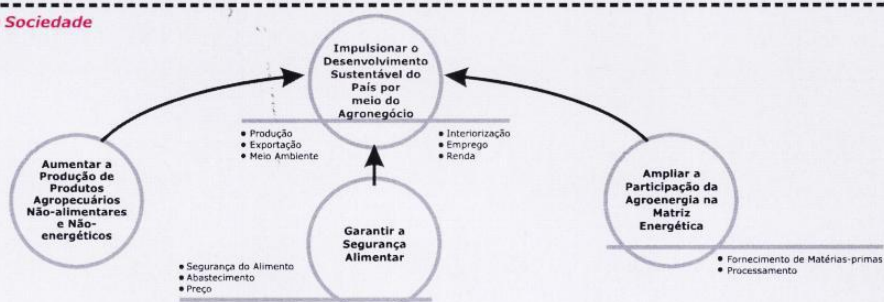 Sociedade
Impulsionar o
Desenvolvimento
Sustentável do
País por
meio do
Agronegócio
• Produção
• Exportação
• Meio Ambiente
• Interiorização
• Emprego
• Renda
Aumentar a
Produção de
Produtos
Agropecuários
Não-alimentares
e Não-
energéticos
Garantir a
Segurança
Alimentar
• Segurança do Alimento
• Abastecimento
• Preço
Ampliar a
Participação da
Agroenergia na
Matriz
Energética
• Fornecimento de Matérias-primas
• Processamento